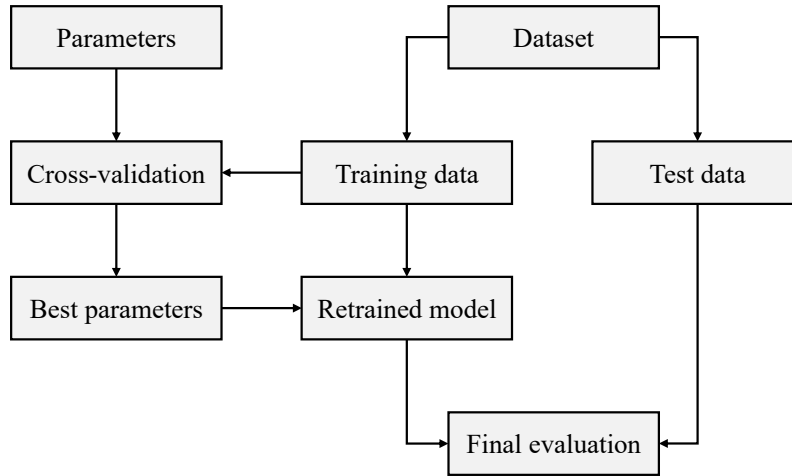 Parameters
Dataset
Cross-validation
Training data
Test data
Best parameters
Retrained model
Final evaluation